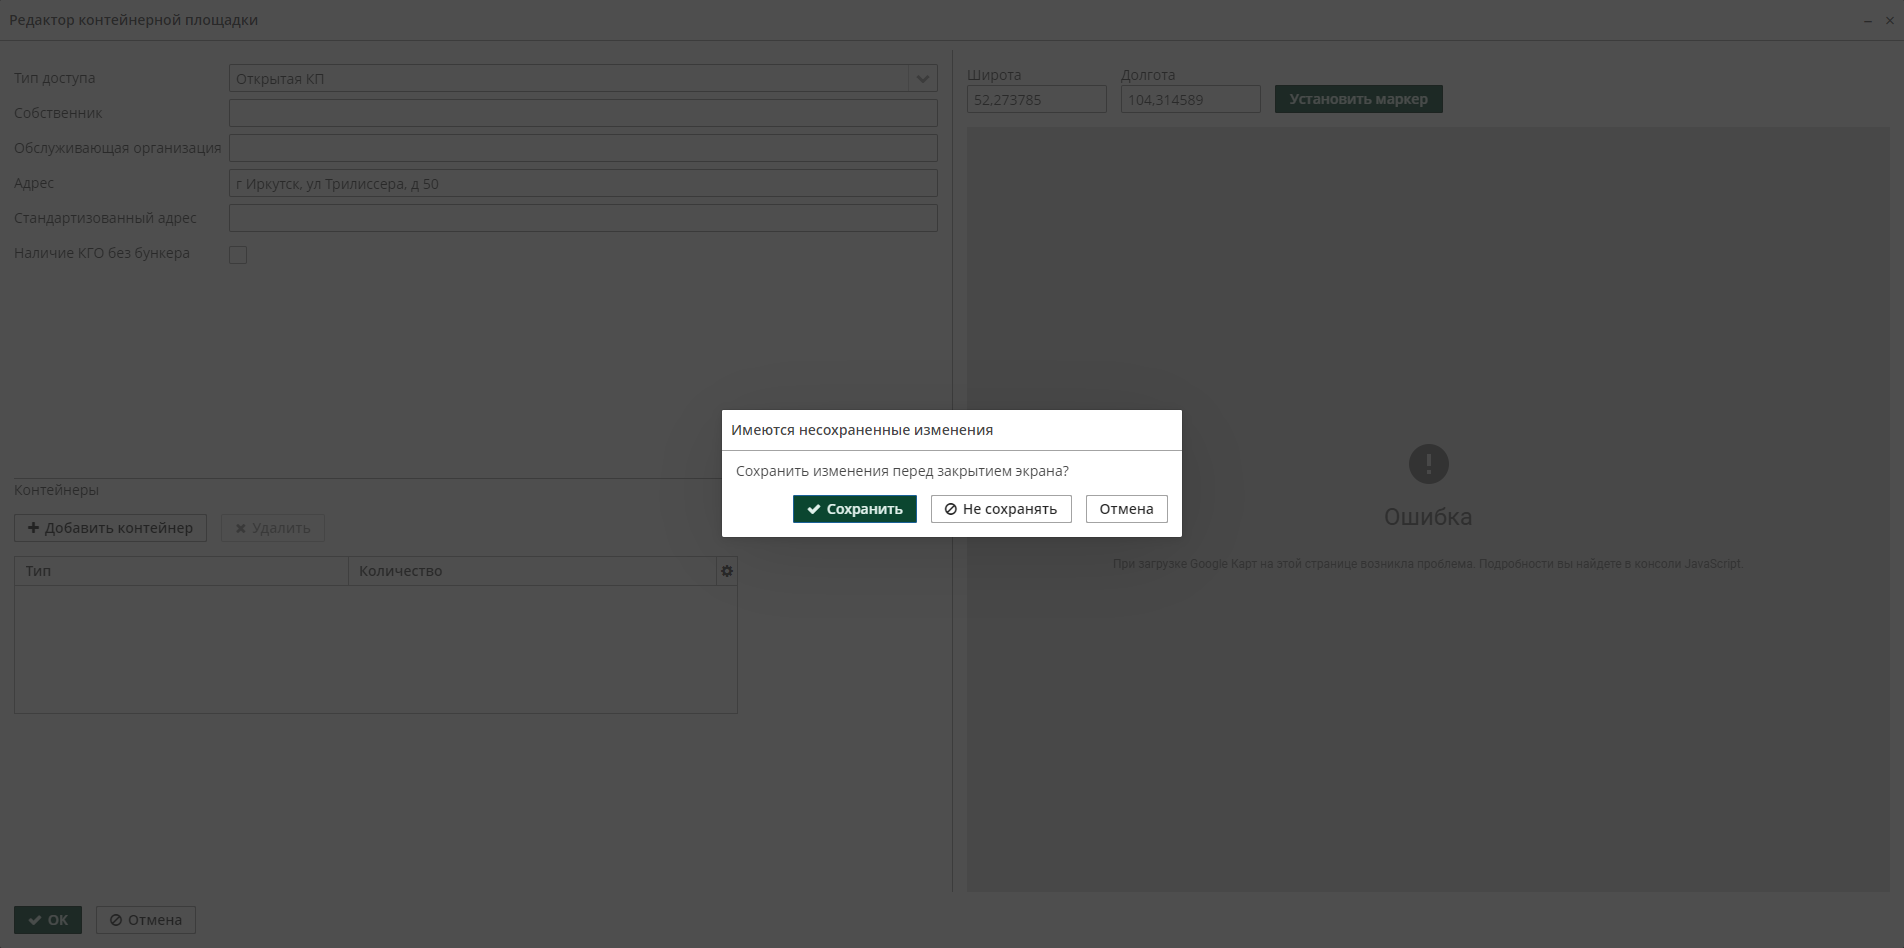 Редактор контейнерной площадки
Тип доступа
Открытая КП
Собственник
Обслуживающая организация
Адрес
г Иркутск, ул Трилиссера, д 50
Стандартизованный адрес
Наличие КГО без бункера
Широта
Долгота
52,273785
104,314589
Установить маркер
Имеются несохраненные изменения
Сохранить изменения перед закрытием экрана?
Сохранить
Не сохранять
Отмена
Ошибка
При загрузке Google Карт на этой странице возникла проблема. Подробности вы найдете в консоли JavaScript.
Контейнеры
Добавить контейнер
Удалить
Тип
Количество
ОК
Отмена